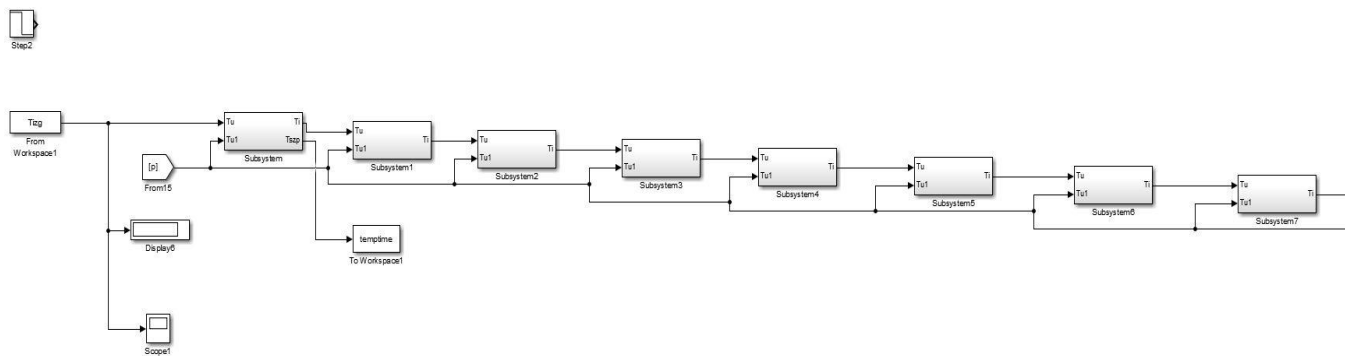 Step2
Tizg
From
Workspace1
[p]
From15
Display6
Scope1
Tu
Tu1
Ti
Tszp
Subsystem
temptime
To Workspace1
Tu
Tu1
Ti
Subsystem1
Tu
Tu1
Ti
Subsystem2
Tu
Tu1
Ti
Subsystem3
Tu
Tu1
Ti
Subsystem4
Tu
Tu1
Ti
Subsystem5
Tu
Tu1
Ti
Subsystem6
Tu
Tu1
Ti
Subsystem7